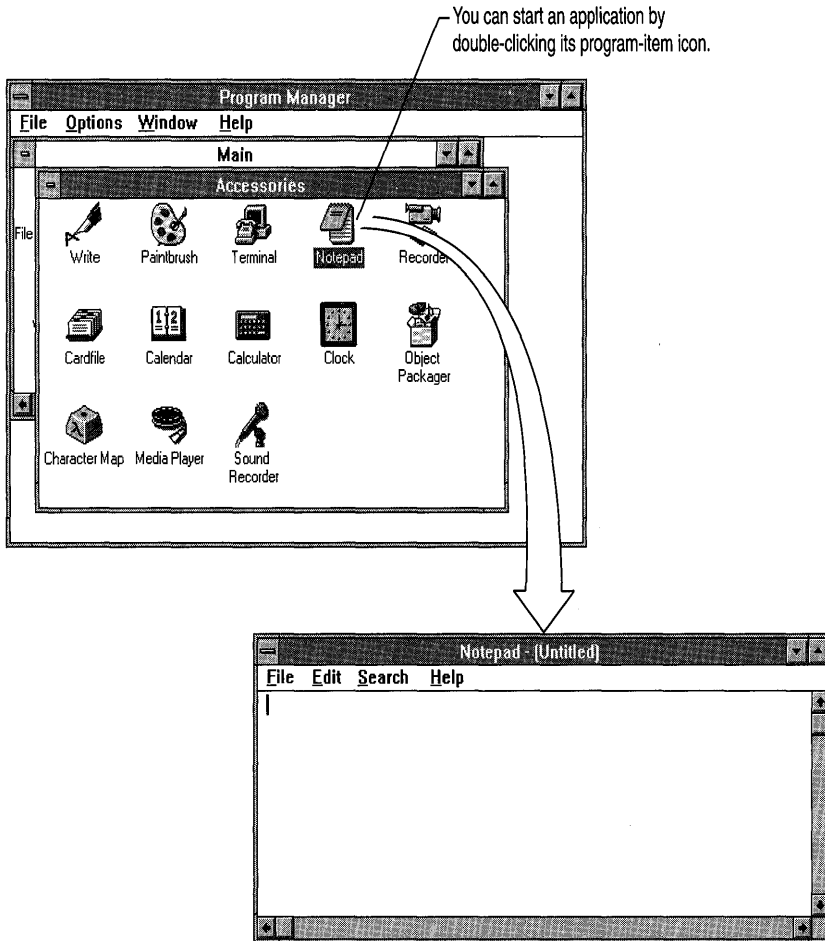 You can start an application by
double-clicking its program-item icon.
Program Manager
File Options Window Help
Main
Accessories
File
Write Paintbrush Terminal Notepad Recorder
Cardfile Calendar Calculator Clock Object
Packager
Character Map Media Player Sound
Recorder
Notepad - (Untitled)
File Edit Search Help